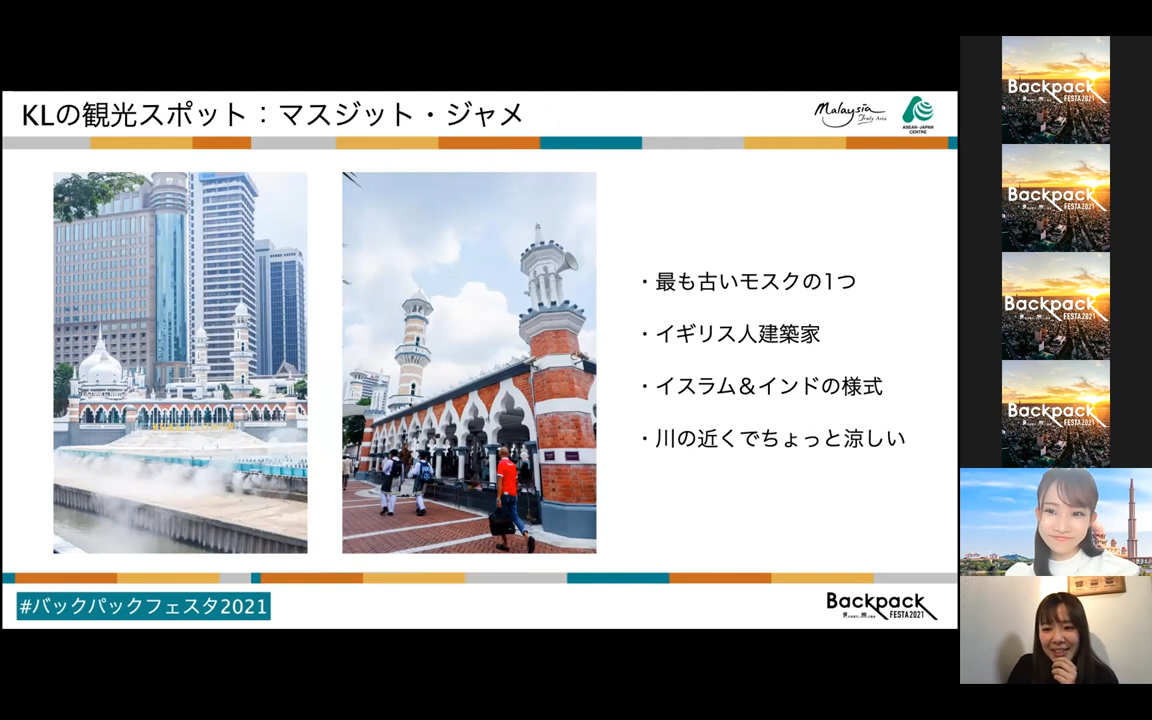 KLの観光スポット：マスジット・ジャメ
Malaysia
Truly Asia
ASEAN-JAPAN
CENTRE
・最も古いモスクの1つ
・イギリス人建築家
・イスラム＆インドの様式
・川の近くでちょっと涼しい
#バックパックフェスタ2021
Backpack
FESTA2021
Backpack
FESTA2021
Backpack
FESTA2021
Backpack
FESTA2021
Backpack
FESTA2021